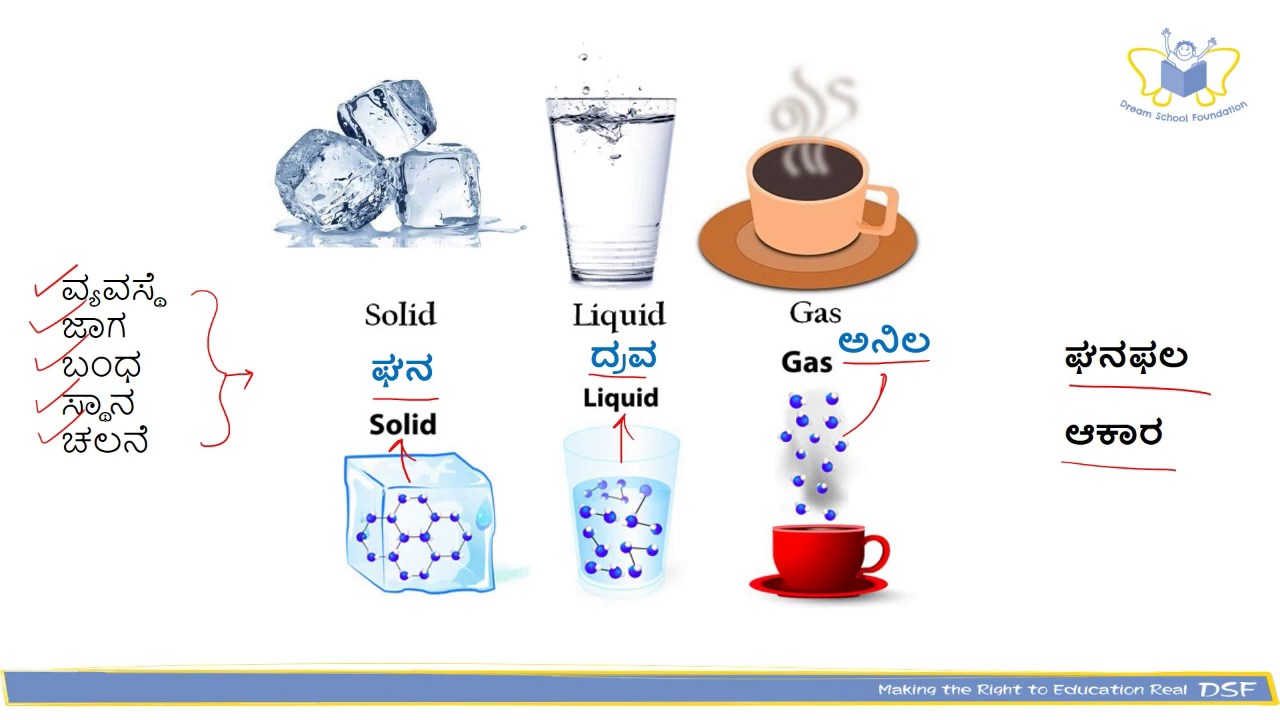 Dream School Foundation
ವ್ಯವಸ್ಥೆ
ಜಾಗ
ಬಂಧ
ಸ್ಥಾನ
ಚಲನೆ
Solid
ಘನ
Solid
Liquid
ದ್ರವ
Liquid
Gas
ಅನಿಲ
Gas
ಘನಫಲ
ಆಕಾರ
Making the Right to Education Real DSF